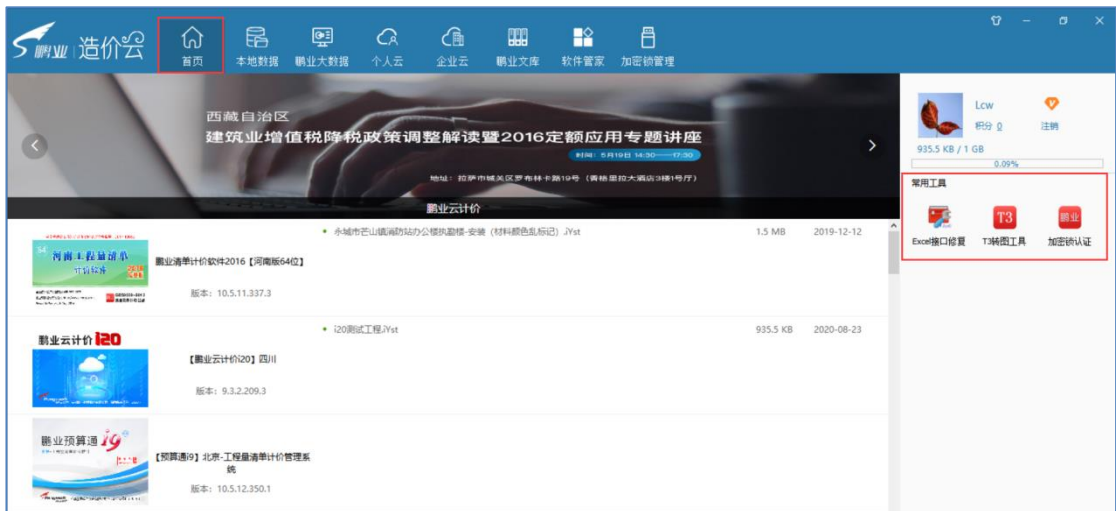 鹏业 造价云
首页
本地数据
鹏业大数据
个人云
企业云
鹏业文库
软件管家
加密锁管理
西藏自治区
建筑业增值税降税政策调整解读暨2016定额应用专题讲座
时间：5月19日 14:30——17:30
地址：拉萨市城关区罗布林卡路19号（香格里拉大酒店3楼1号厅）
鹏业云计价
Lcw
积分 0
注销
935.5 KB / 1 GB
0.09%
常用工具
T3
鹏业
Excel接口修复
T3转图工具
加密锁认证
河南工程量清单
计价软件
2016
鹏业清单计价软件2016【河南版64位】
版本：10.5.11.337.3
永城市芒山镇消防站办公楼执勤楼-安装（材料颜色乱标记）.iYst
1.5 MB
2019-12-12
鹏业云计价 i20
【鹏业云计价i20】四川
版本：9.3.2.209.3
i20测试工程.iYst
935.5 KB
2020-08-23
鹏业预算通 i9
【预算通i9】北京-工程量清单计价管理系
统
版本：10.5.12.350.1